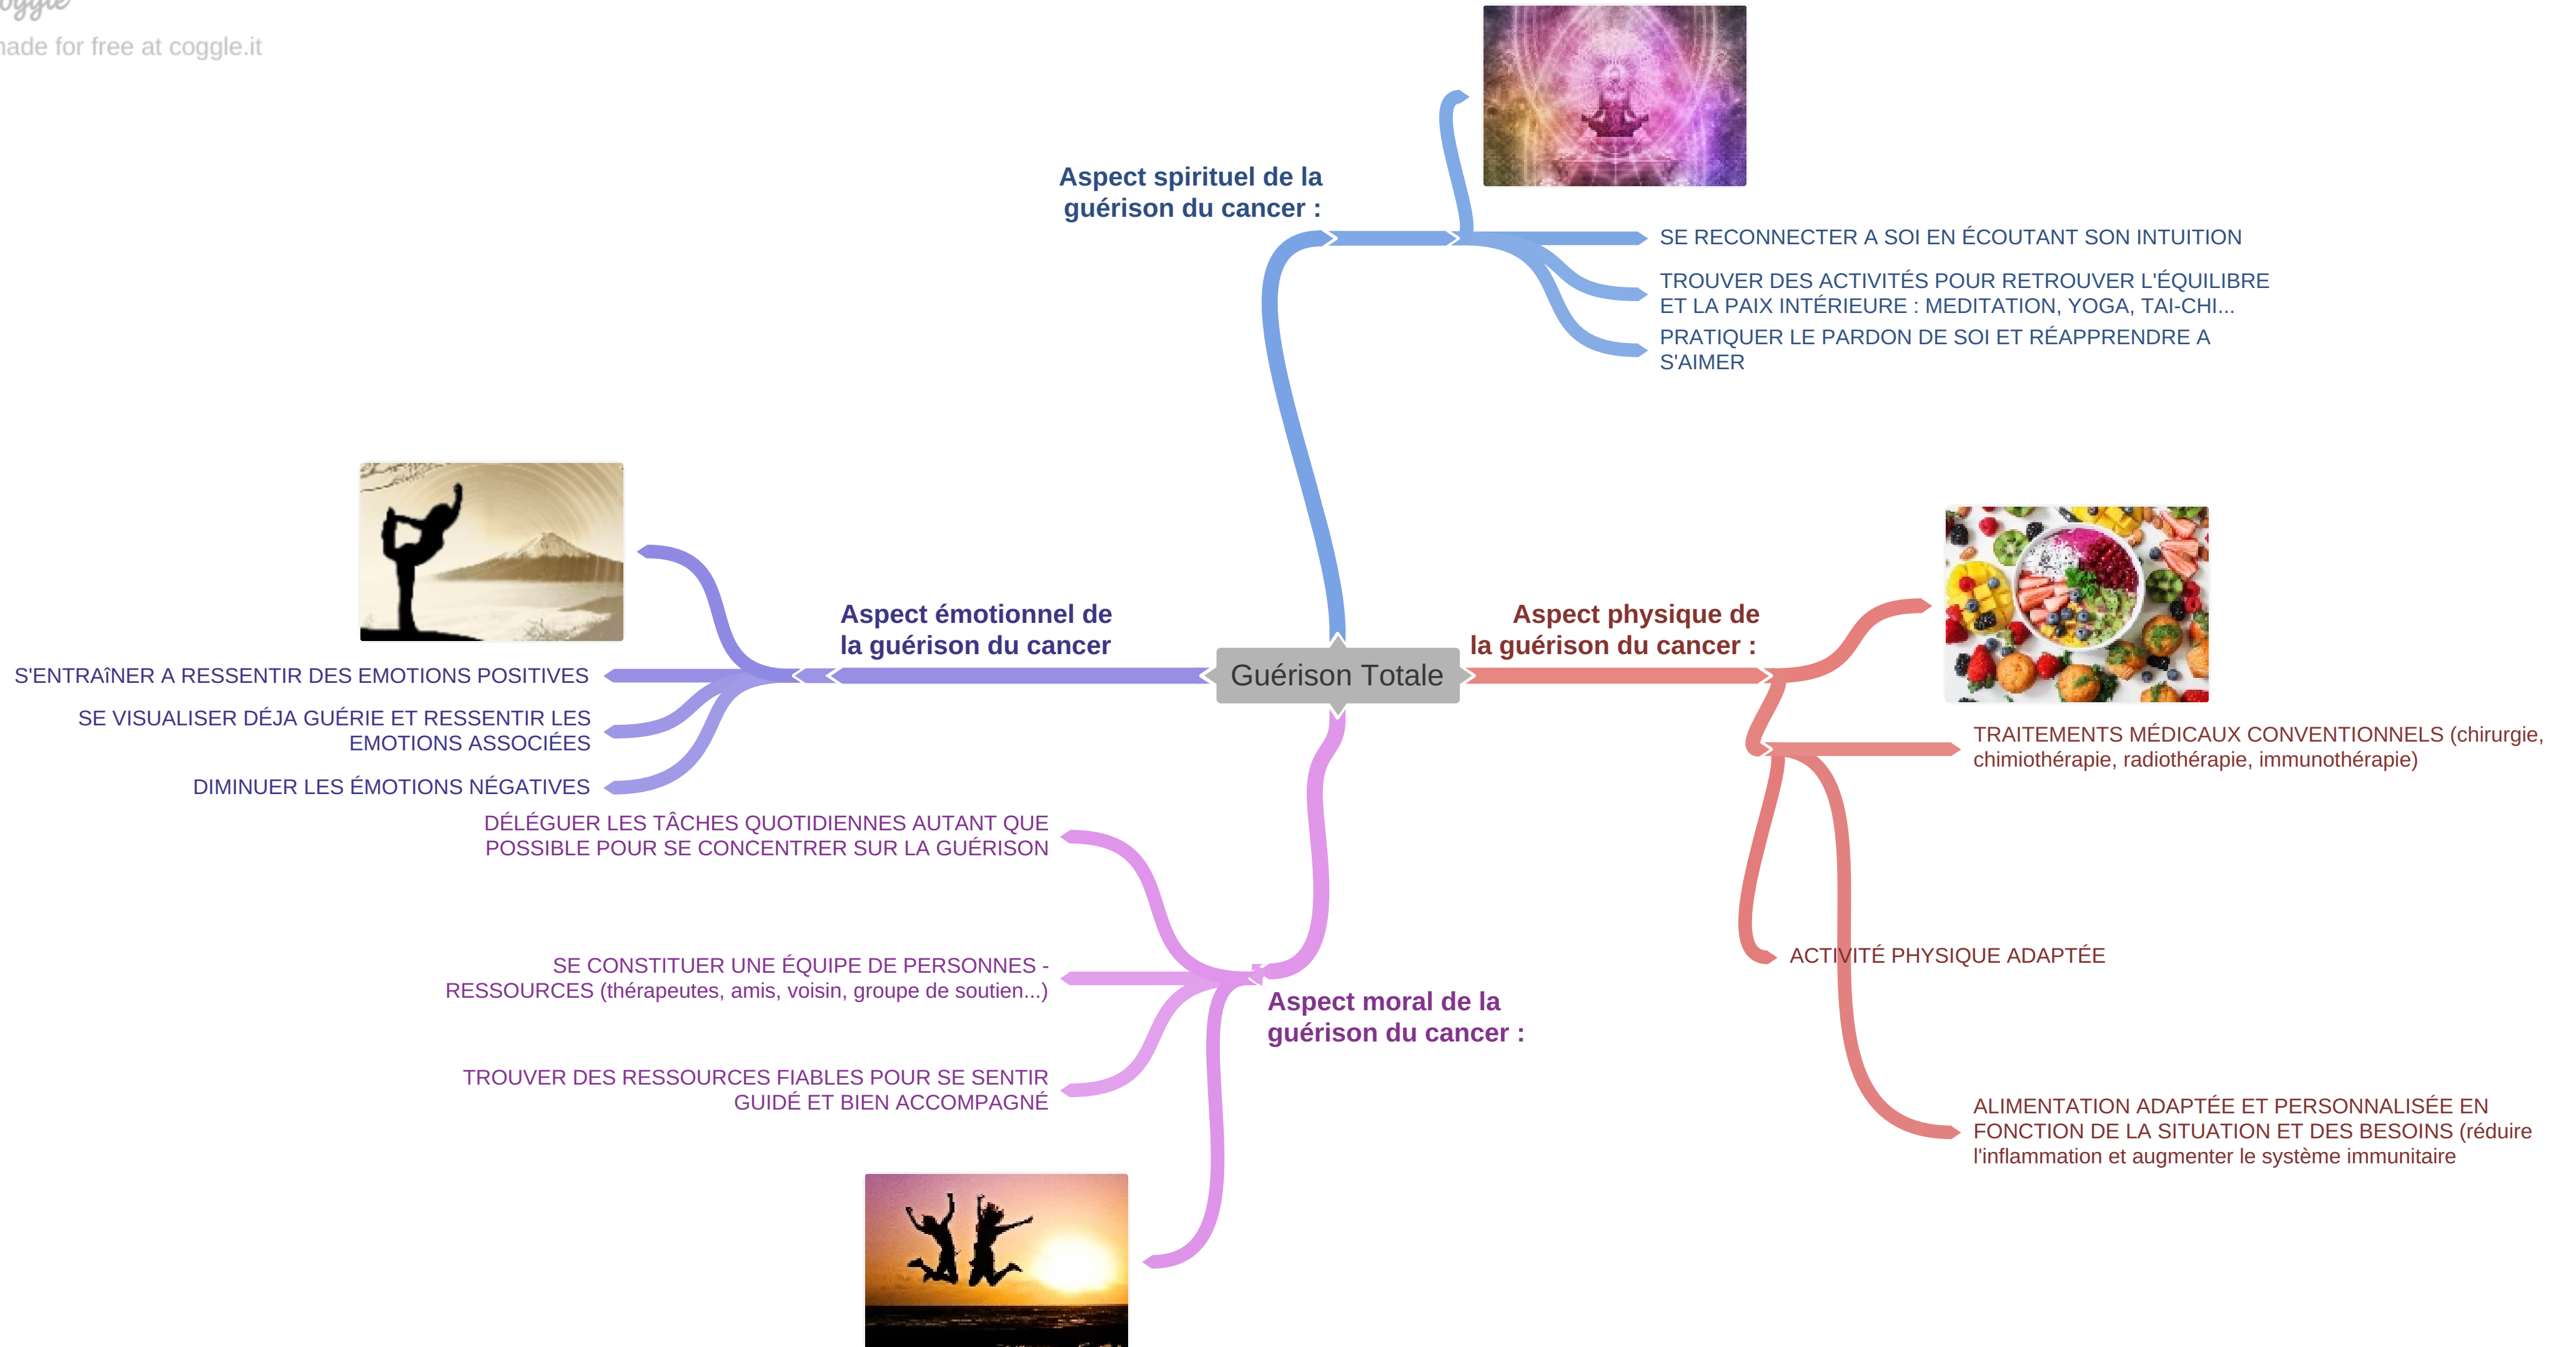 made for free at coggle.it
Aspect spirituel de la
guérison du cancer :
SE RECONNECTER A SOI EN ÉCOUTANT SON INTUITION
TROUVER DES ACTIVITÉS POUR RETROUVER L'ÉQUILIBRE
ET LA PAIX INTÉRIEURE : MEDITATION, YOGA, TAI-CHI...
PRATIQUER LE PARDON DE SOI ET RÉAPPRENDRE A
S'AIMER
Aspect émotionnel de
la guérison du cancer
S'ENTRAîNER A RESSENTIR DES EMOTIONS POSITIVES
SE VISUALISER DÉJA GUÉRIE ET RESSENTIR LES
EMOTIONS ASSOCIÉES
DIMINUER LES ÉMOTIONS NÉGATIVES
Guérison Totale
Aspect physique de
la guérison du cancer :
TRAITEMENTS MÉDICAUX CONVENTIONNELS (chirurgie,
chimiothérapie, radiothérapie, immunothérapie)
ACTIVITÉ PHYSIQUE ADAPTÉE
ALIMENTATION ADAPTÉE ET PERSONNALISÉE EN
FONCTION DE LA SITUATION ET DES BESOINS (réduire
l'inflammation et augmenter le système immunitaire
DÉLÉGUER LES TÂCHES QUOTIDIENNES AUTANT QUE
POSSIBLE POUR SE CONCENTRER SUR LA GUÉRISON
SE CONSTITUER UNE ÉQUIPE DE PERSONNES -
RESSOURCES (thérapeutes, amis, voisin, groupe de soutien...)
TROUVER DES RESSOURCES FIABLES POUR SE SENTIR
GUIDÉ ET BIEN ACCOMPAGNÉ
Aspect moral de la
guérison du cancer :